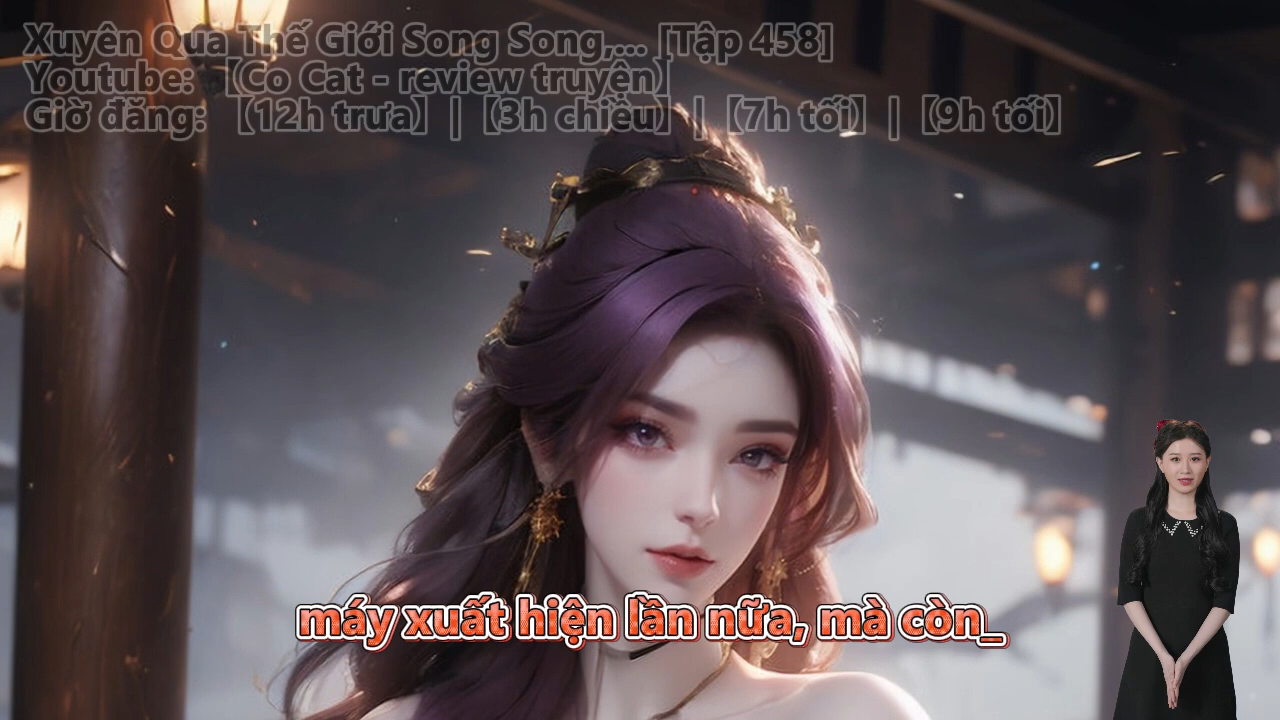 Xuyên Qua Thế Giới Song Song,... [Tập 458]
Youtube: 【Cô Cat - review truyện】
Giờ đăng: 【12h trưa】 | 【3h chiều】 | 【7h tối】 | 【9h tối】
máy xuất hiện lần nữa, mà còn_